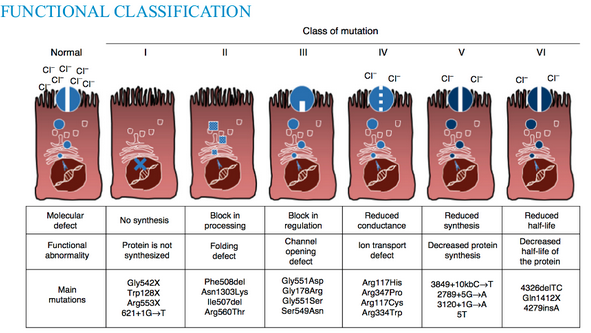 FUNCTIONAL CLASSIFICATION
Class of mutation
Normal I II III IV V VI
Cl⁻ Cl⁻ Cl⁻
Cl⁻ Cl⁻ Cl⁻ Cl⁻
Cl⁻ Cl⁻
Cl⁻ Cl⁻
Cl⁻ Cl⁻
Molecular defect
No synthesis
Block in processing
Block in regulation
Reduced conductance
Reduced synthesis
Reduced half-life
Functional abnormality
Protein is not synthesized
Folding defect
Channel opening defect
Ion transport defect
Decreased protein synthesis
Decreased half-life of the protein
Main mutations
Gly542X
Trp128X
Arg553X
621+1G→T
Phe508del
Asn1303Lys
Ile507del
Arg560Thr
Gly551Asp
Gly178Arg
Gly551Ser
Ser549Asn
Arg117His
Arg347Pro
Arg117Cys
Arg334Trp
3849+10kbC→T
2789+5G→A
3120+1G→A
5T
4326delTC
Gln1412X
4279insA